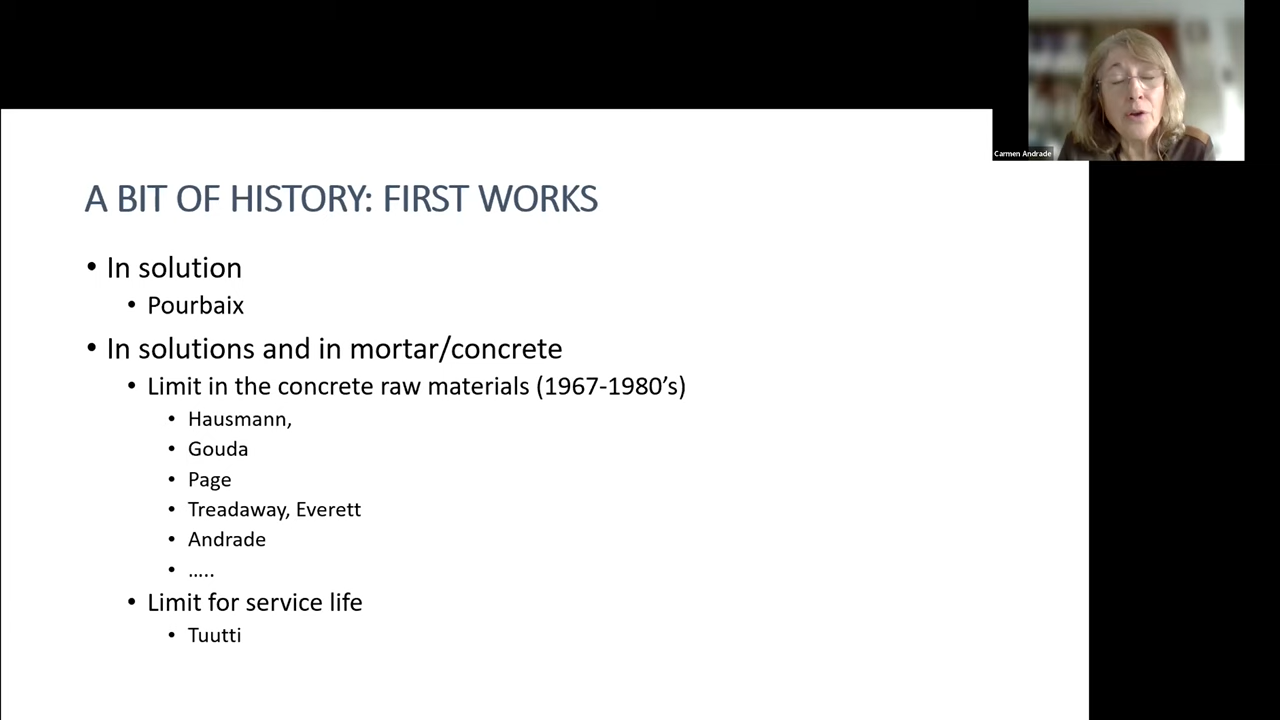 Carmen Andrade
A BIT OF HISTORY: FIRST WORKS
• In solution
• Pourbaix
• In solutions and in mortar/concrete
• Limit in the concrete raw materials (1967-1980’s)
• Hausmann,
• Gouda
• Page
• Treadaway, Everett
• Andrade
• …..
• Limit for service life
• Tuutti